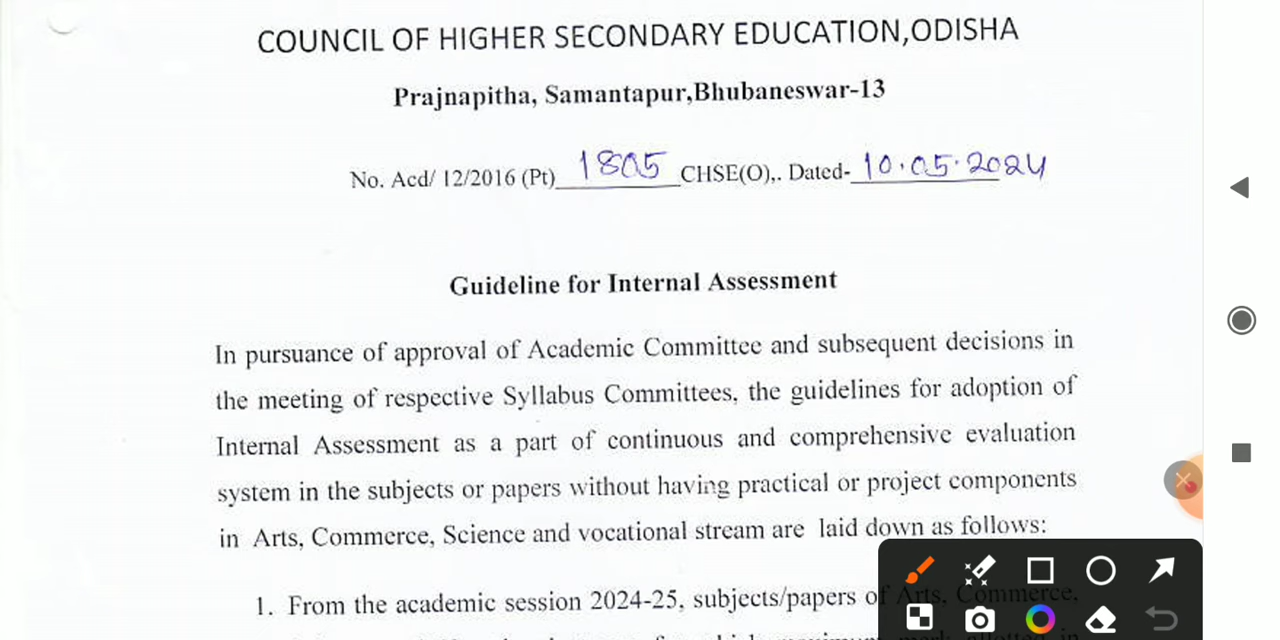 COUNCIL OF HIGHER SECONDARY EDUCATION,ODISHA
Prajnapitha, Samantapur,Bhubaneswar-13
No. Acd/ 12/2016 (Pt) 1805 CHSE(O),. Dated- 10.05.2024
Guideline for Internal Assessment
In pursuance of approval of Academic Committee and subsequent decisions in
the meeting of respective Syllabus Committees, the guidelines for adoption of
Internal Assessment as a part of continuous and comprehensive evaluation
system in the subjects or papers without having practical or project components
in Arts, Commerce, Science and vocational stream are laid down as follows:
1. From the academic session 2024-25, subjects/papers of Arts, Commerce,